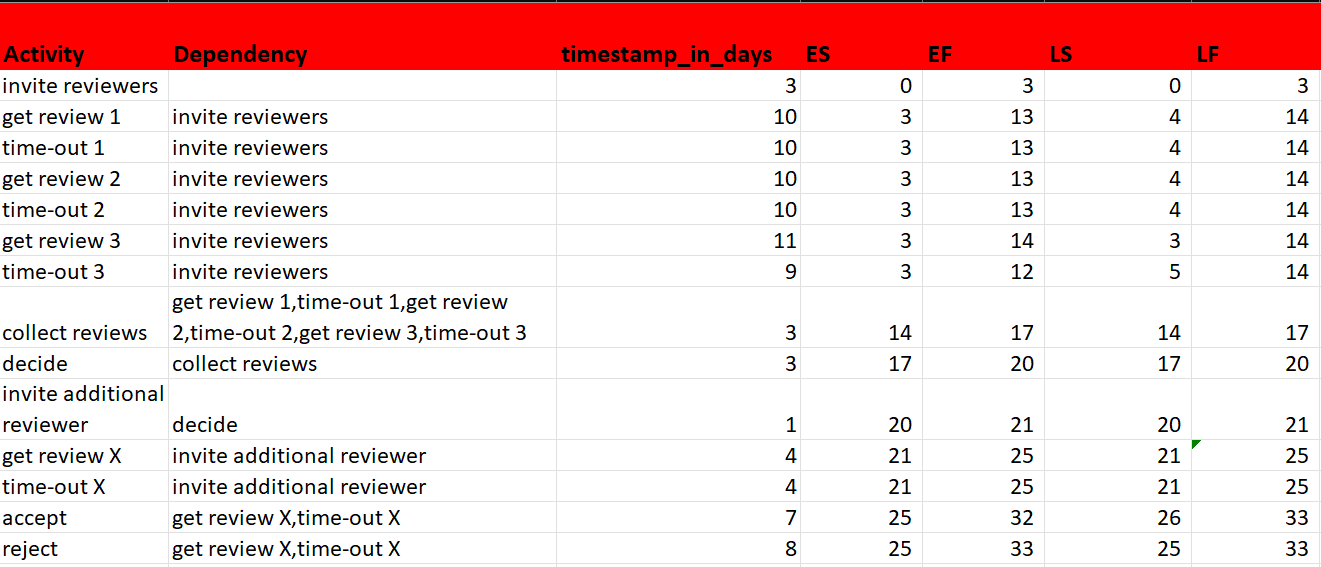 Activity Dependency timestamp_in_days ES EF LS LF
invite reviewers 3 0 3 0 3
get review 1 invite reviewers 10 3 13 4 14
time-out 1 invite reviewers 10 3 13 4 14
get review 2 invite reviewers 10 3 13 4 14
time-out 2 invite reviewers 10 3 13 4 14
get review 3 invite reviewers 11 3 14 3 14
time-out 3 invite reviewers 9 3 12 5 14
get review 1,time-out 1,get review
collect reviews 2,time-out 2,get review 3,time-out 3 3 14 17 14 17
decide collect reviews 3 17 20 17 20
invite additional
reviewer decide 1 20 21 20 21
get review X invite additional reviewer 4 21 25 21 25
time-out X invite additional reviewer 4 21 25 21 25
accept get review X,time-out X 7 25 32 26 33
reject get review X,time-out X 8 25 33 25 33